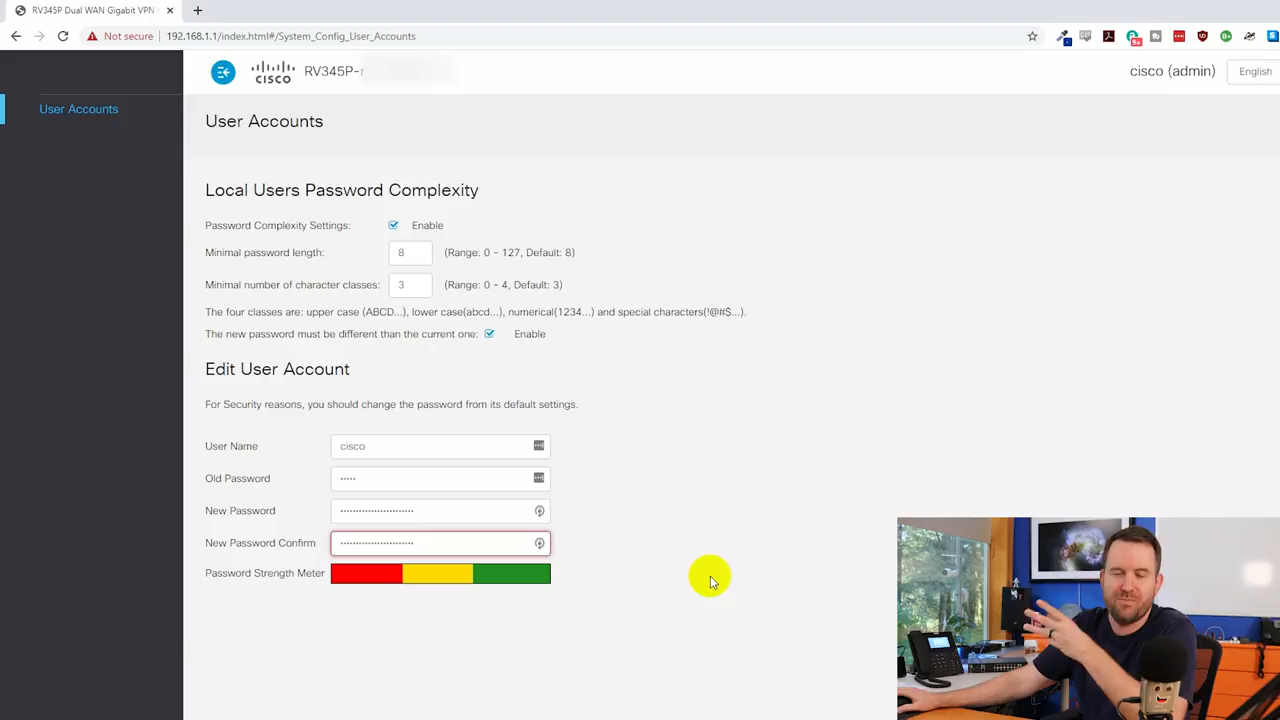 RV345P Dual WAN Gigabit VPN
Not secure 192.168.1.1/index.html#/System_Config_User_Accounts
CISCO RV345P- cisco (admin) English
User Accounts
User Accounts
Local Users Password Complexity
Password Complexity Settings: Enable
Minimal password length: 8 (Range: 0 - 127, Default: 8)
Minimal number of character classes: 3 (Range: 0 - 4, Default: 3)
The four classes are: upper case (ABCD...), lower case(abcd...), numerical(1234...) and special characters(!@#$...).
The new password must be different than the current one: Enable
Edit User Account
For Security reasons, you should change the password from its default settings.
User Name cisco
Old Password •••••
New Password
New Password Confirm
Password Strength Meter